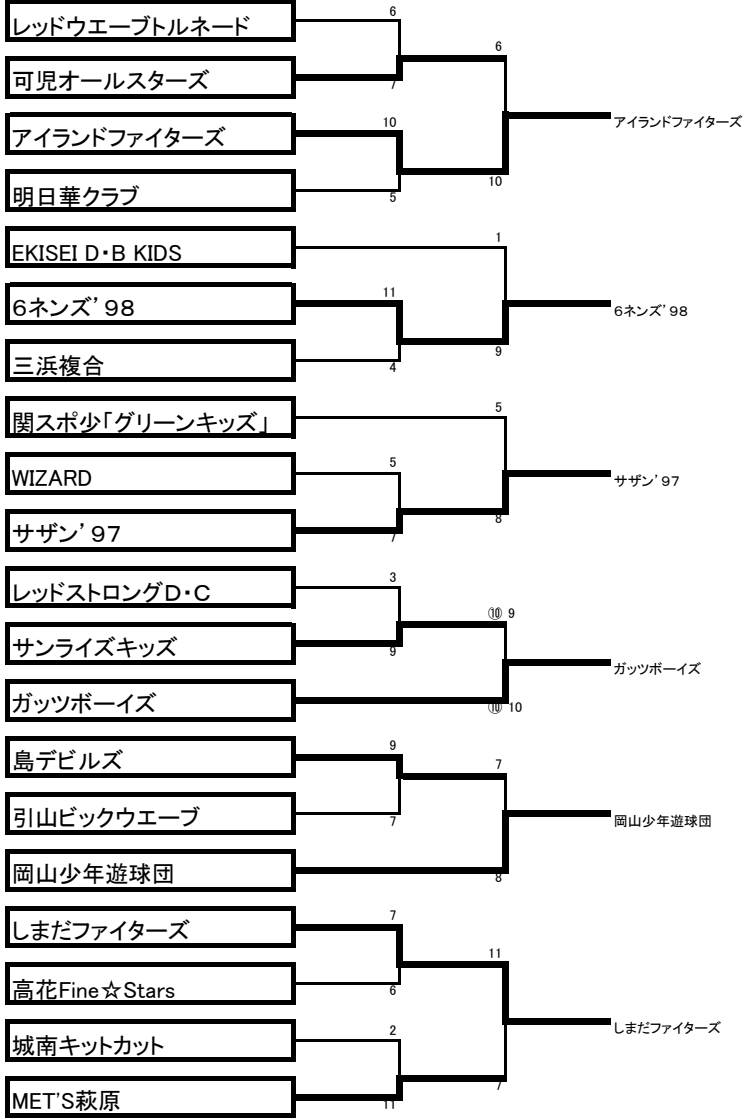 レッドウエーブトルネード
6
6
可児オールスターズ
7
アイランドファイターズ
アイランドファイターズ
10
10
明日華クラブ
5
EKISEI D・B KIDS
1
6ネンズ’98
11
6ネンズ’98
9
三浜複合
4
関スポ少「グリーンキッズ」
5
WIZARD
5
サザン’97
8
サザン’97
7
レッドストロングD・C
3
⑩ 9
サンライズキッズ
9
ガッツボーイズ
ガッツボーイズ
⑩ 10
島デビルズ
9
7
引山ビックウエーブ
7
岡山少年遊球団
岡山少年遊球団
8
しまだファイターズ
7
11
高花Fine☆Stars
6
しまだファイターズ
城南キットカット
2
7
MET'S萩原
11